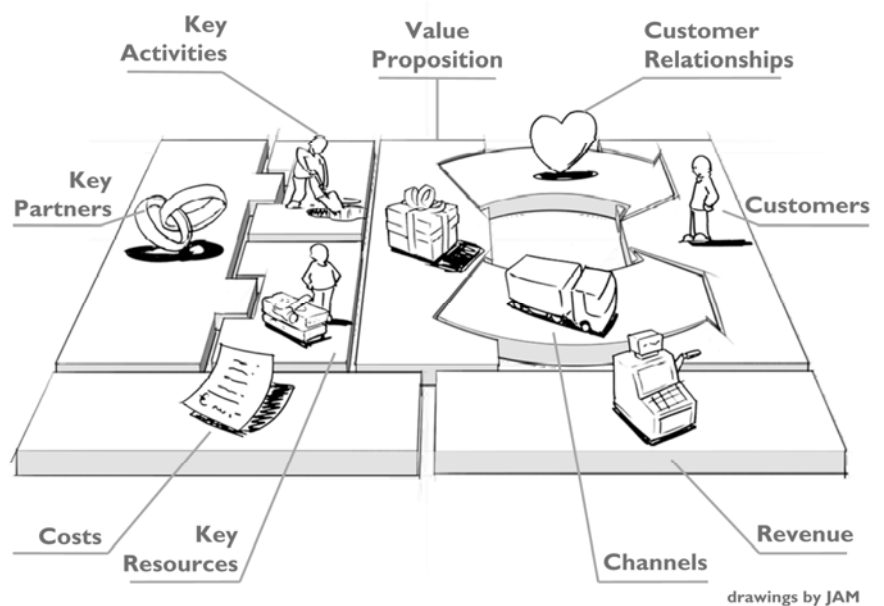 Key
Activities
Value
Proposition
Customer
Relationships
Key
Partners
Customers
Costs
Key
Resources
Channels
Revenue
drawings by JAM